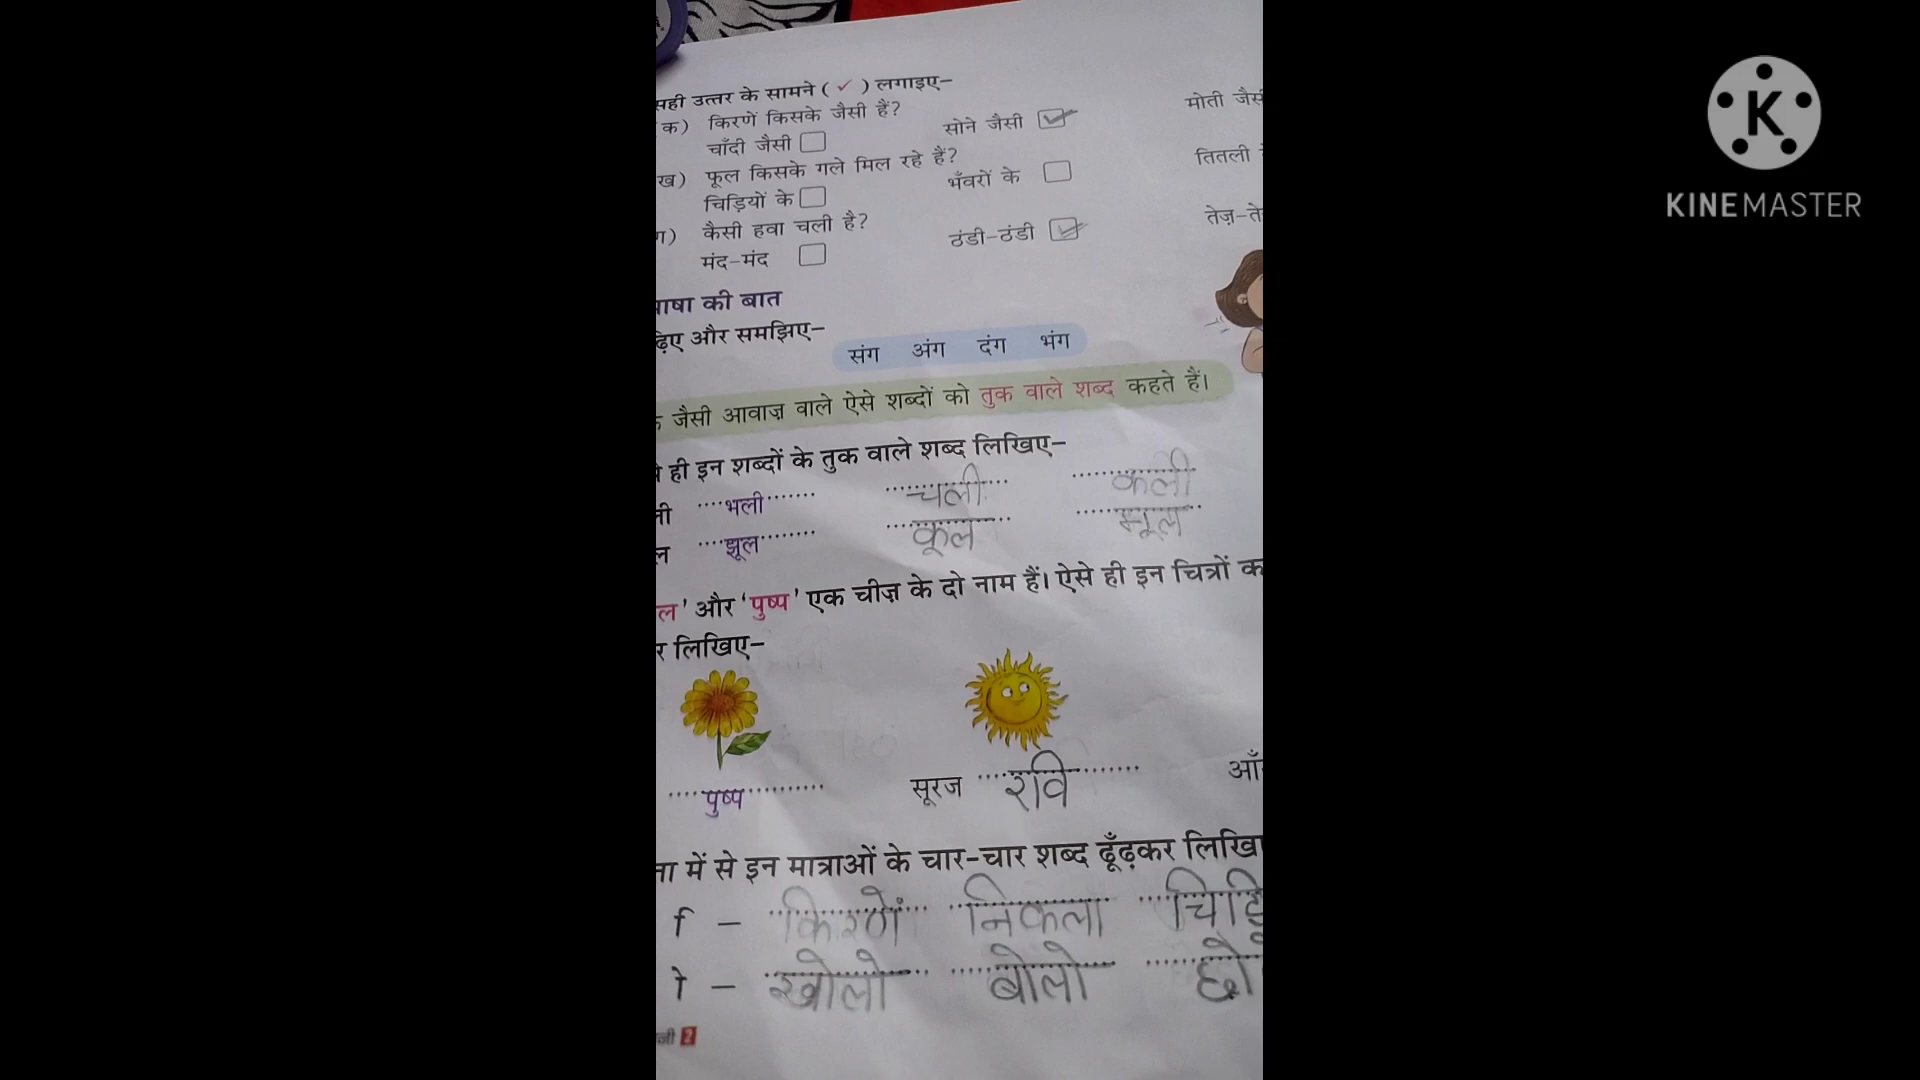 सही उत्तर के सामने ( ✓ ) लगाइए–
क) किरणें किसके जैसी हैं?
चाँदी जैसी सोने जैसी मोती जैसी
ख) फूल किसके गले मिल रहे हैं?
चिड़ियों के भँवरों के तितली
ग) कैसी हवा चली है?
मंद-मंद ठंडी-ठंडी तेज़-ते
भाषा की बात
ढ़िए और समझिए–
संग अंग दंग भंग
जैसी आवाज़ वाले ऐसे शब्दों को तुक वाले शब्द कहते हैं।
ही इन शब्दों के तुक वाले शब्द लिखिए–
भली चली कली
झूल कूल
ल' और 'पुष्प' एक चीज़ के दो नाम हैं। ऐसे ही इन चित्रों क
र लिखिए–
पुष्प सूरज रवि आँ
में से इन मात्राओं के चार-चार शब्द ढूँढ़कर लिखि
ि – किरणें निकला चिड़ि
ो – खोलो बोलो छो
2
KINEMASTER